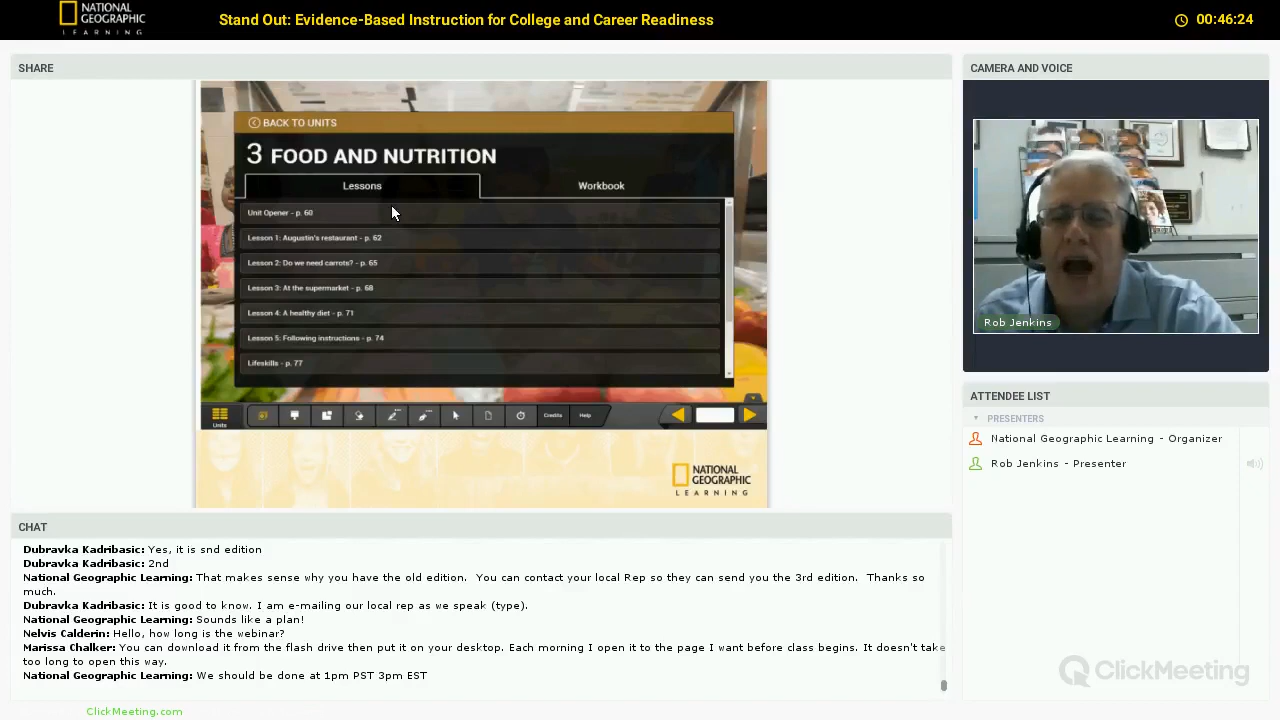 NATIONAL
GEOGRAPHIC
LEARNING
Stand Out: Evidence-Based Instruction for College and Career Readiness
00:46:24
SHARE
BACK TO UNITS
3 FOOD AND NUTRITION
Lessons
Workbook
Unit Opener - p. 60
Lesson 1: Augustin's restaurant - p. 62
Lesson 2: Do we need carrots? - p. 65
Lesson 3: At the supermarket - p. 68
Lesson 4: A healthy diet - p. 71
Lesson 5: Following instructions - p. 74
Lifeskills - p. 77
Units
Credits
Help
NATIONAL
GEOGRAPHIC
LEARNING
CAMERA AND VOICE
Rob Jenkins
ATTENDEE LIST
PRESENTERS
National Geographic Learning - Organizer
Rob Jenkins - Presenter
CHAT
Dubravka Kadribasic: Yes, it is snd edition
Dubravka Kadribasic: 2nd
National Geographic Learning: That makes sense why you have the old edition. You can contact your local Rep so they can send you the 3rd edition. Thanks so
much.
Dubravka Kadribasic: It is good to know. I am e-mailing our local rep as we speak (type).
National Geographic Learning: Sounds like a plan!
Nelvis Calderin: Hello, how long is the webinar?
Marissa Chalker: You can download it from the flash drive then put it on your desktop. Each morning I open it to the page I want before class begins. It doesn't take
too long to open this way.
National Geographic Learning: We should be done at 1pm PST 3pm EST
ClickMeeting
ClickMeeting.com